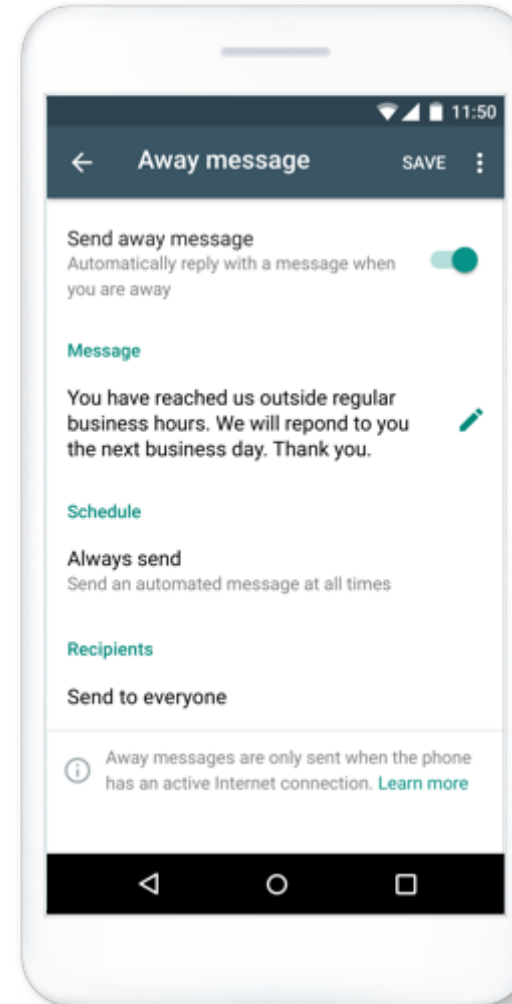 11:50
Away message SAVE
Send away message
Automatically reply with a message when
you are away
Message
You have reached us outside regular
business hours. We will repond to you
the next business day. Thank you.
Schedule
Always send
Send an automated message at all times
Recipients
Send to everyone
Away messages are only sent when the phone
has an active Internet connection. Learn more